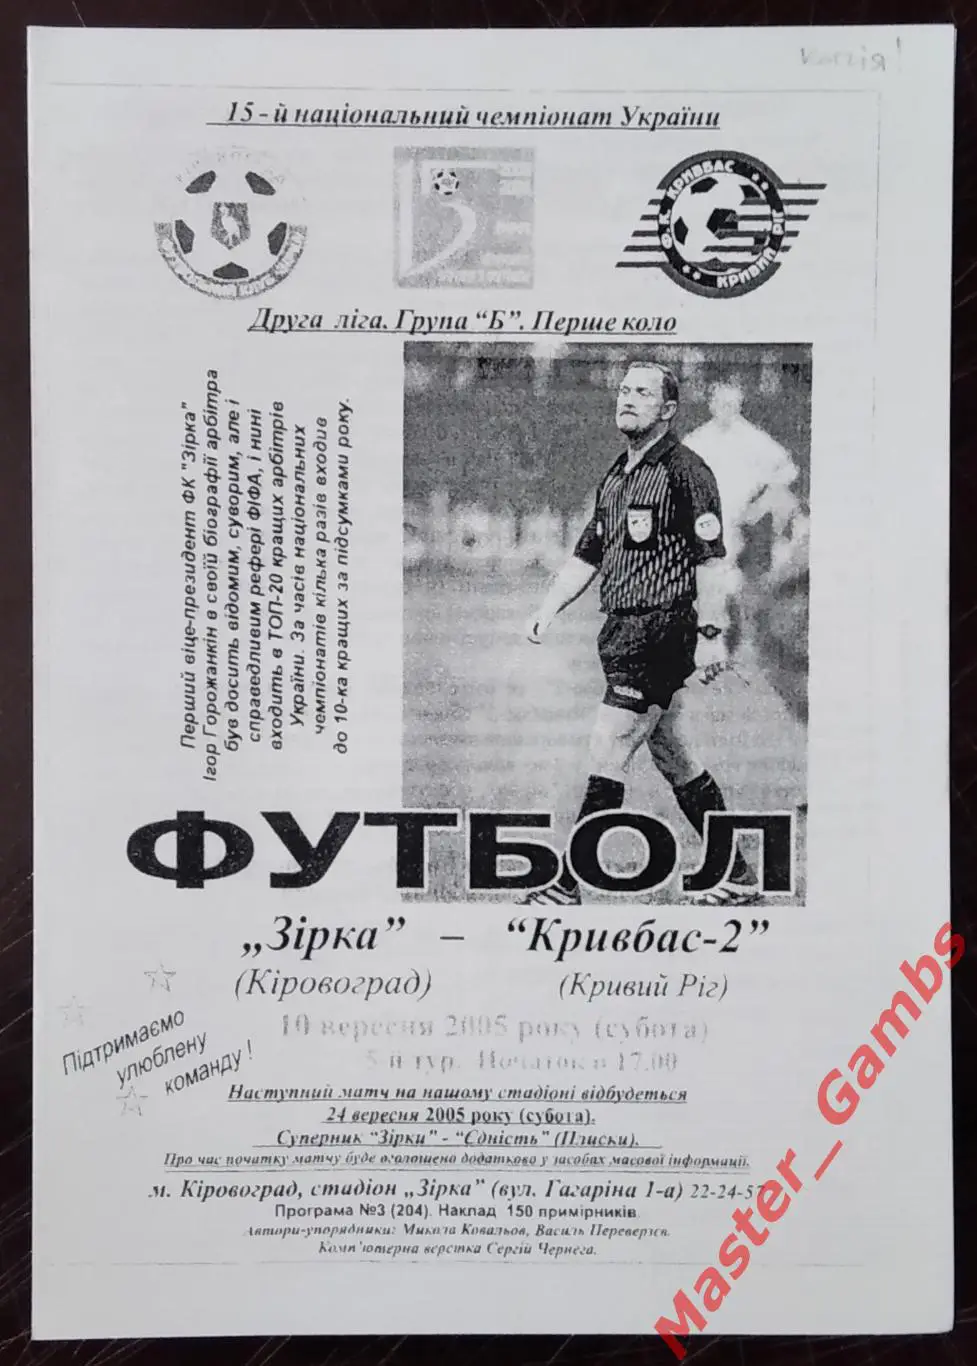 Копія!
15-й національний чемпіонат України
Ф.К. КРИВБАС
КРИВИЙ РІГ
Друга ліга. Група “Б”. Перше коло
Перший віце-президент ФК "Зірка"
Ігор Горожанкін в своїй біографії арбітра
був досить відомим, суворим, але і
справедливим рефері ФІФА, і нині
входить в ТОП-20 кращих арбітрів
України. За часів національних
чемпіонатів кілька разів входив
до 10-ка кращих за підсумками року.
ФУТБОЛ
„Зірка” – “Кривбас-2”
(Кіровоград) (Кривий Ріг)
10 вересня 2005 року (субота)
5-й тур. Початок о 17.00
Підтримаємо
улюблену
команду!
Наступний матч на нашому стадіоні відбудеться
24 вересня 2005 року (субота).
Суперник “Зірки” - “Єдність” (Плиски).
Про час початку матчу буде оголошено додатково у засобах масової інформації.
м. Кіровоград, стадіон „Зірка” (вул. Гагаріна 1-а) 22-24-57
Програма №3 (204). Наклад 150 примірників.
Автори-упорядники: Микола Ковальов, Василь Переверзєв.
Комп’ютерна верстка Сергій Чернега.
Master_Gambs